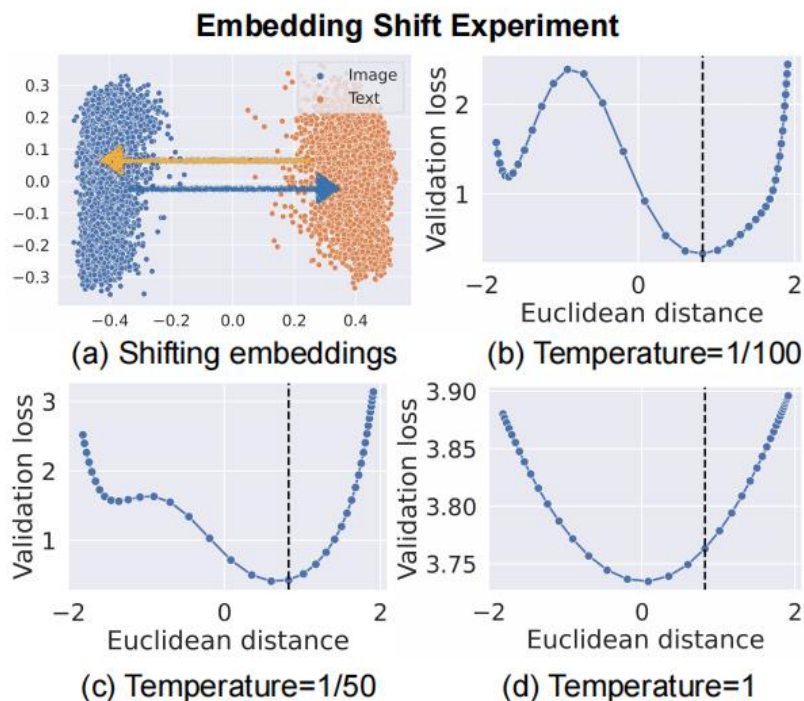 Embedding Shift Experiment
0.3
0.2
0.1
0.0
−0.1
−0.2
−0.3
−0.4
−0.2
0.0
0.2
0.4
Image
Text
(a) Shifting embeddings
Validation loss
2
1
−2
0
2
Euclidean distance
(b) Temperature=1/100
Validation loss
3
2
1
−2
0
2
Euclidean distance
(c) Temperature=1/50
Validation loss
3.90
3.85
3.80
3.75
−2
0
2
Euclidean distance
(d) Temperature=1